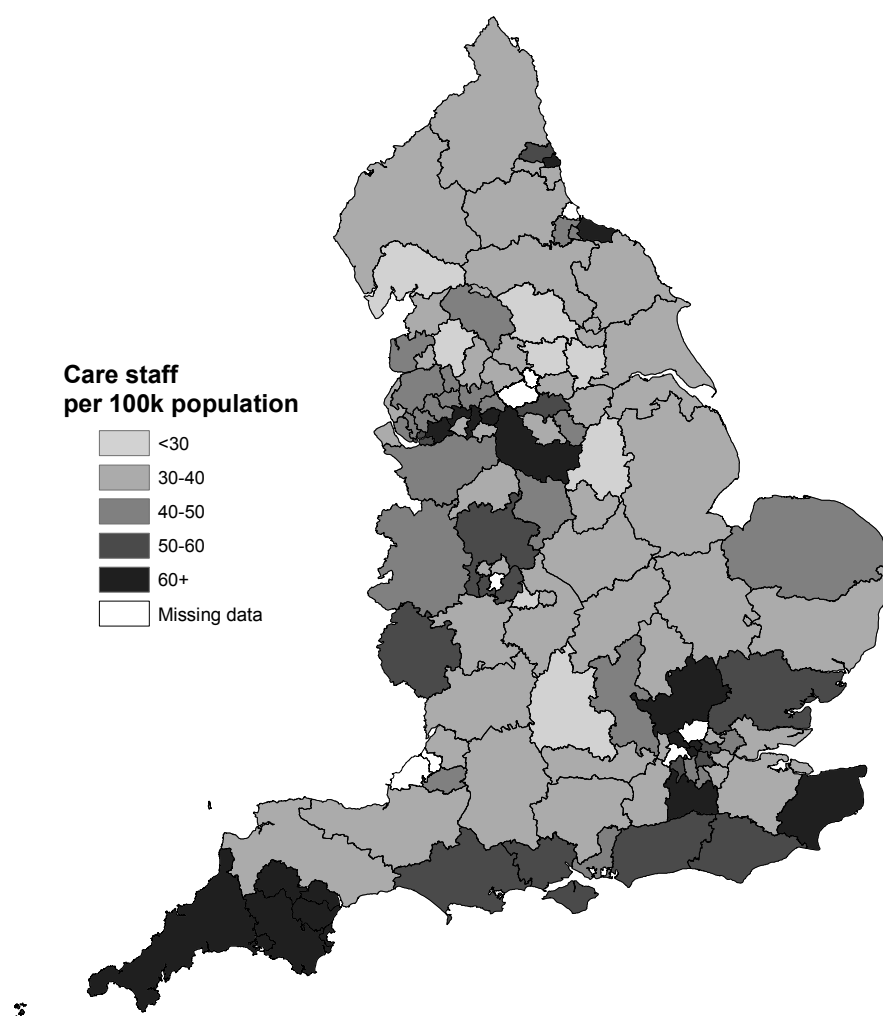 Care staff
per 100k population
<30
30-40
40-50
50-60
60+
Missing data